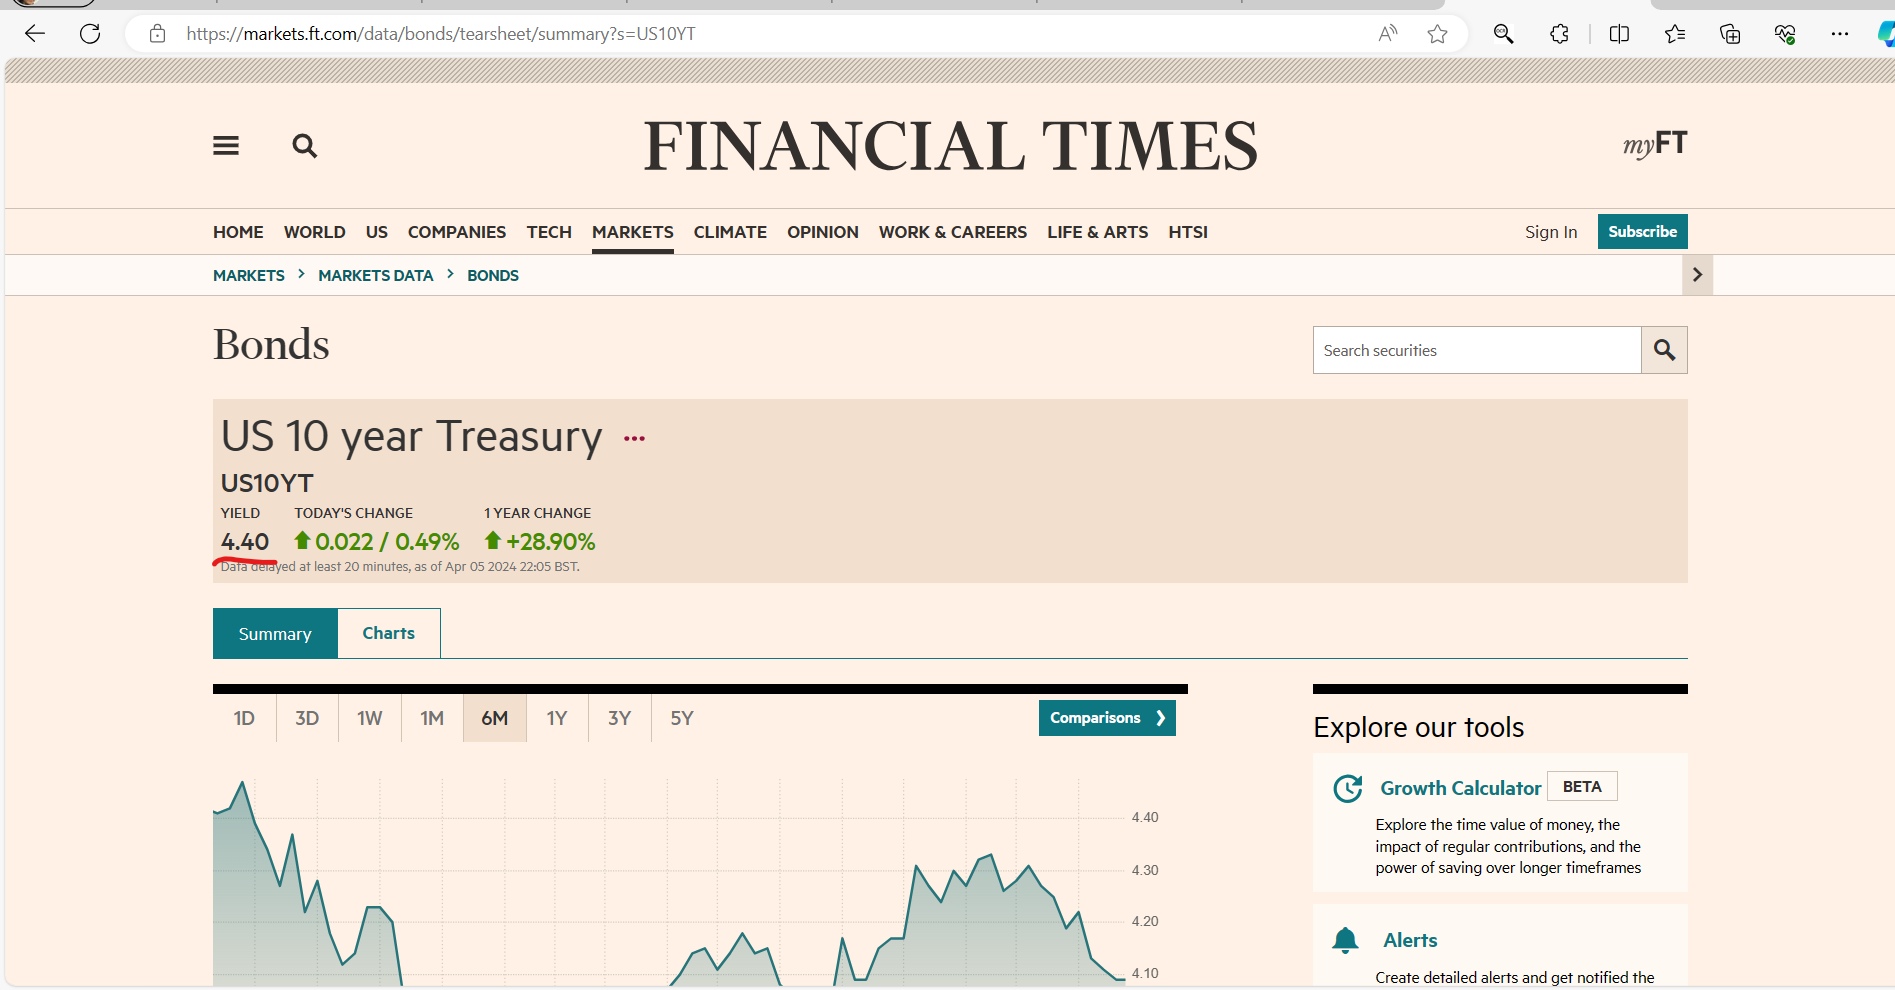 https://markets.ft.com/data/bonds/tearsheet/summary?s=US10YT
FINANCIAL TIMES
myFT
HOME WORLD US COMPANIES TECH MARKETS CLIMATE OPINION WORK & CAREERS LIFE & ARTS HTSI
Sign In Subscribe
MARKETS > MARKETS DATA > BONDS
Bonds
Search securities
US 10 year Treasury ...
US10YT
YIELD TODAY'S CHANGE 1 YEAR CHANGE
4.40 0.022 / 0.49% +28.90%
Data delayed at least 20 minutes, as of Apr 05 2024 22:05 BST.
Summary Charts
1D 3D 1W 1M 6M 1Y 3Y 5Y
Comparisons
4.40
4.30
4.20
4.10
Explore our tools
Growth Calculator BETA
Explore the time value of money, the
impact of regular contributions, and the
power of saving over longer timeframes
Alerts
Create detailed alerts and get notified the